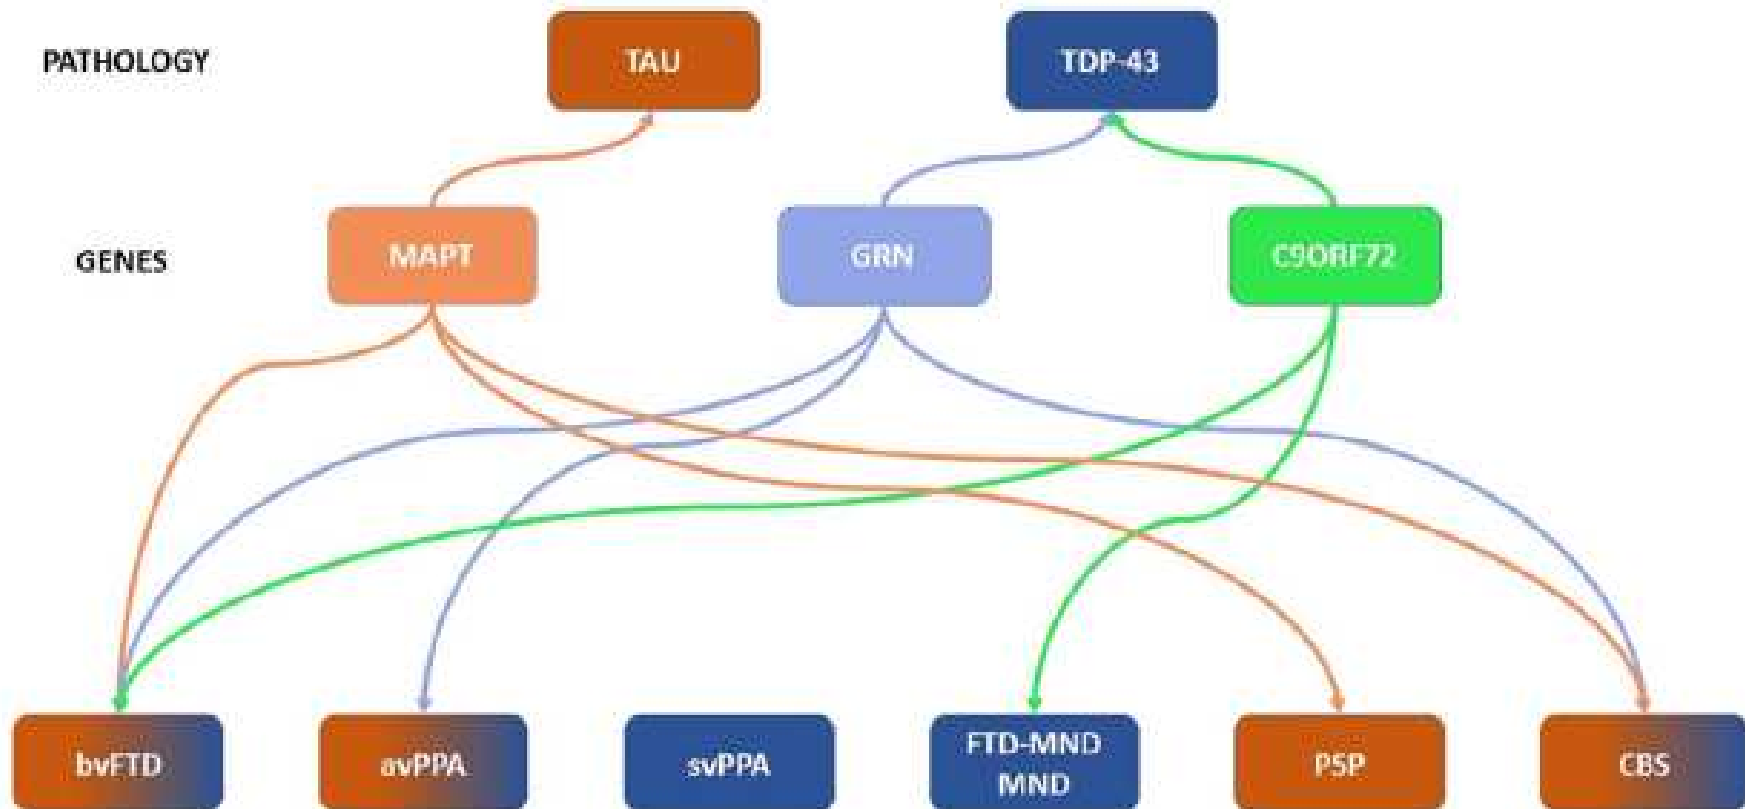 PATHOLOGY
TAU
TDP-43
GENES
MAPT
GRN
C9ORF72
bvFTD
avPPA
svPPA
FTD-MND
MND
PSP
CBS